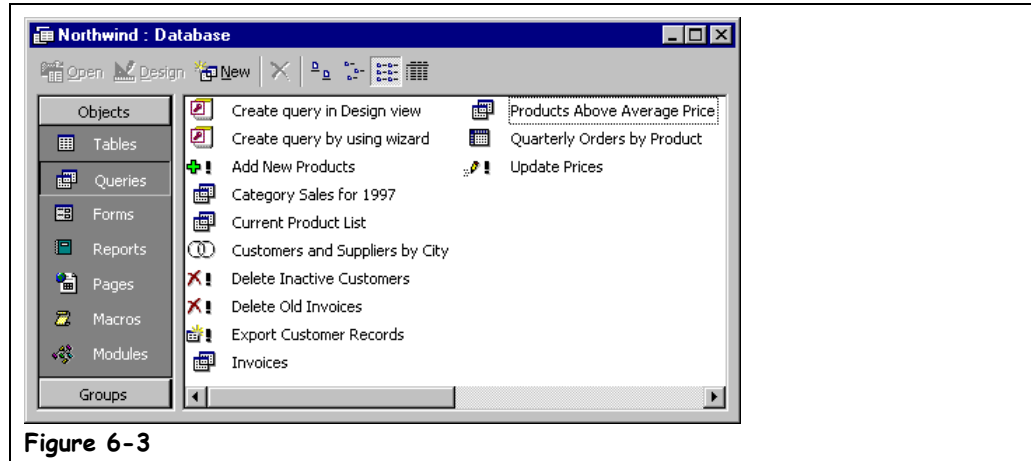 Northwind : Database
Open Design New
Objects
Tables
Queries
Forms
Reports
Pages
Macros
Modules
Groups
Create query in Design view
Create query by using wizard
Add New Products
Category Sales for 1997
Current Product List
Customers and Suppliers by City
Delete Inactive Customers
Delete Old Invoices
Export Customer Records
Invoices
Products Above Average Price
Quarterly Orders by Product
Update Prices
Figure 6-3